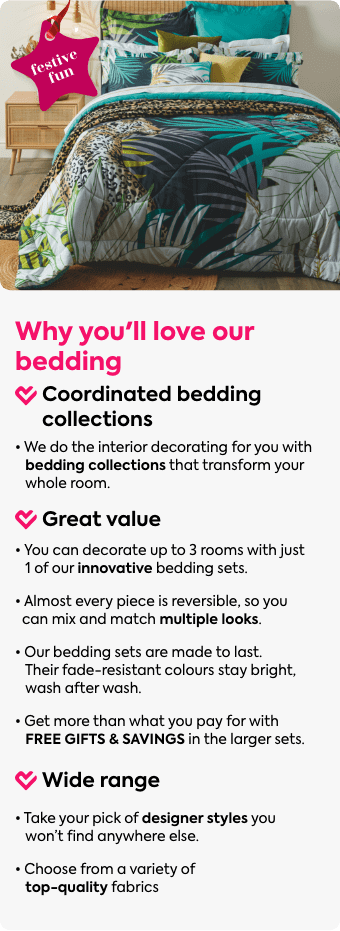 festive
fun
Why you'll love our
bedding
Coordinated bedding
collections
• We do the interior decorating for you with
bedding collections that transform your
whole room.
Great value
• You can decorate up to 3 rooms with just
1 of our innovative bedding sets.
• Almost every piece is reversible, so you
can mix and match multiple looks.
• Our bedding sets are made to last.
Their fade-resistant colours stay bright,
wash after wash.
• Get more than what you pay for with
FREE GIFTS & SAVINGS in the larger sets.
Wide range
• Take your pick of designer styles you
won't find anywhere else.
• Choose from a variety of
top-quality fabrics